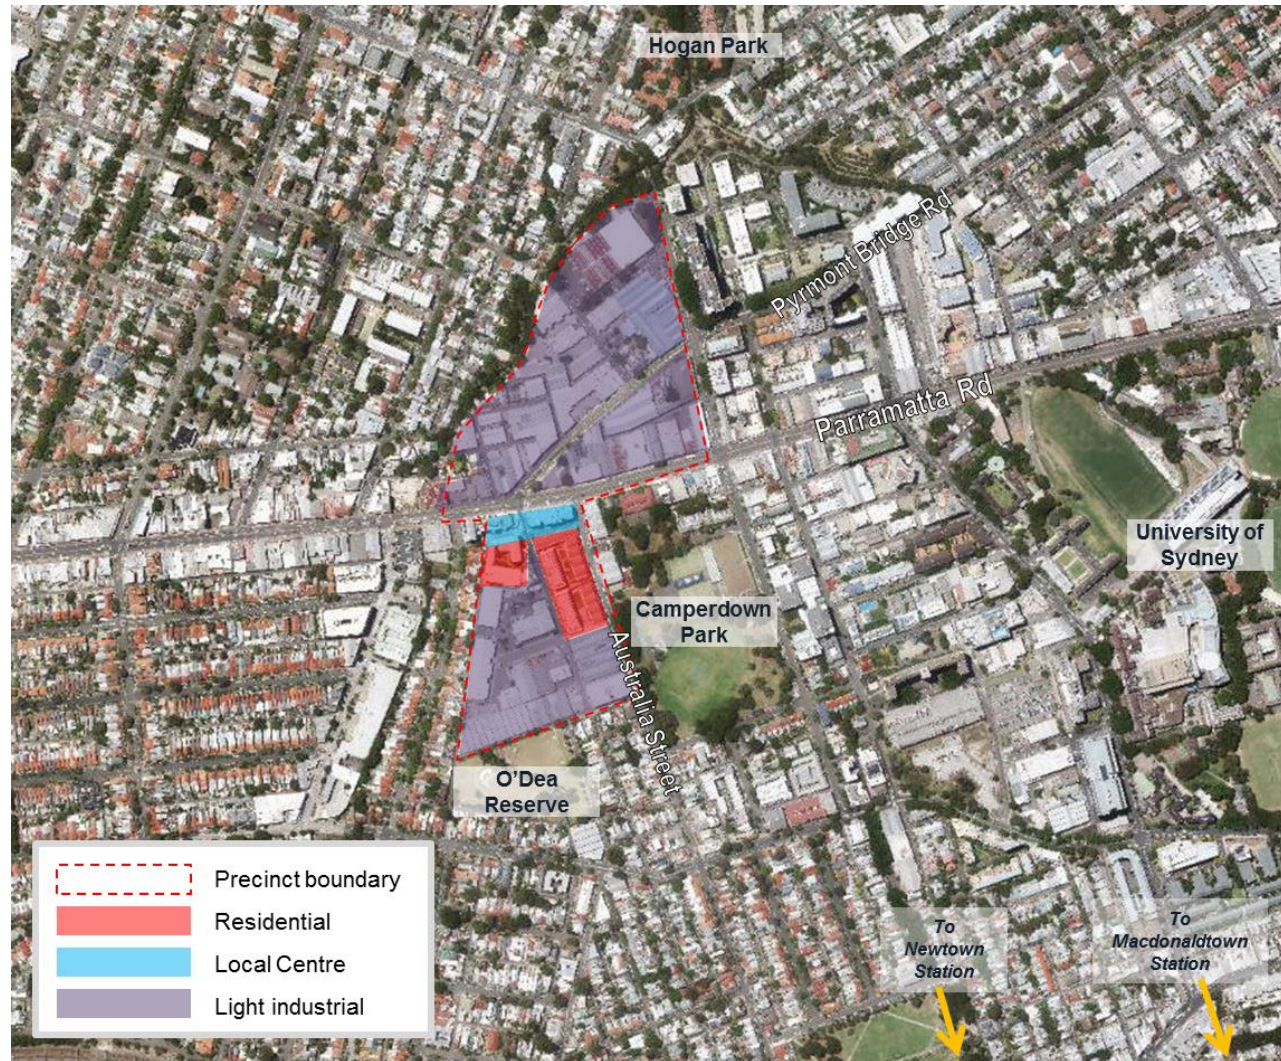 Hogan Park
Pyrmont Bridge Rd
Parramatta Rd
University of
Sydney
Camperdown
Park
Australia Street
O'Dea
Reserve
Precinct boundary
Residential
Local Centre
Light industrial
To
Newtown
Station
To
Macdonaldtown
Station